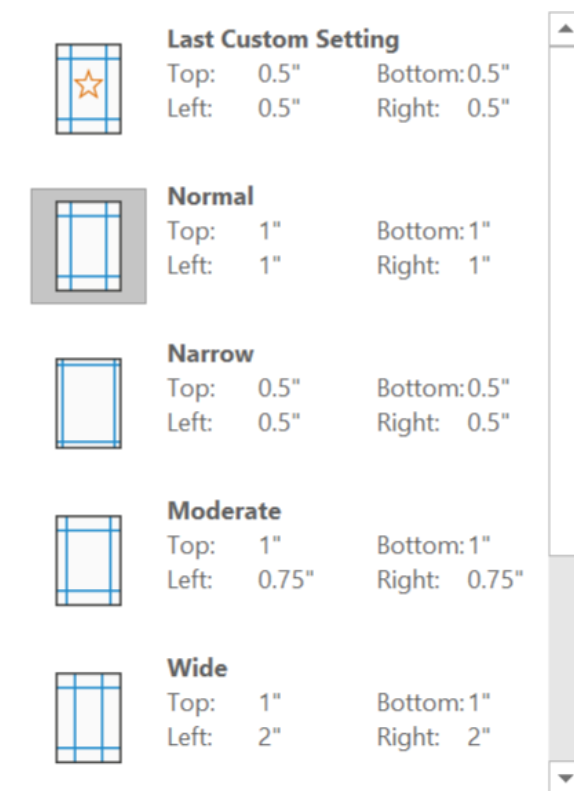 Last Custom Setting
Top: 0.5" Bottom: 0.5"
Left: 0.5" Right: 0.5"
Normal
Top: 1" Bottom: 1"
Left: 1" Right: 1"
Narrow
Top: 0.5" Bottom: 0.5"
Left: 0.5" Right: 0.5"
Moderate
Top: 1" Bottom: 1"
Left: 0.75" Right: 0.75"
Wide
Top: 1" Bottom: 1"
Left: 2" Right: 2"